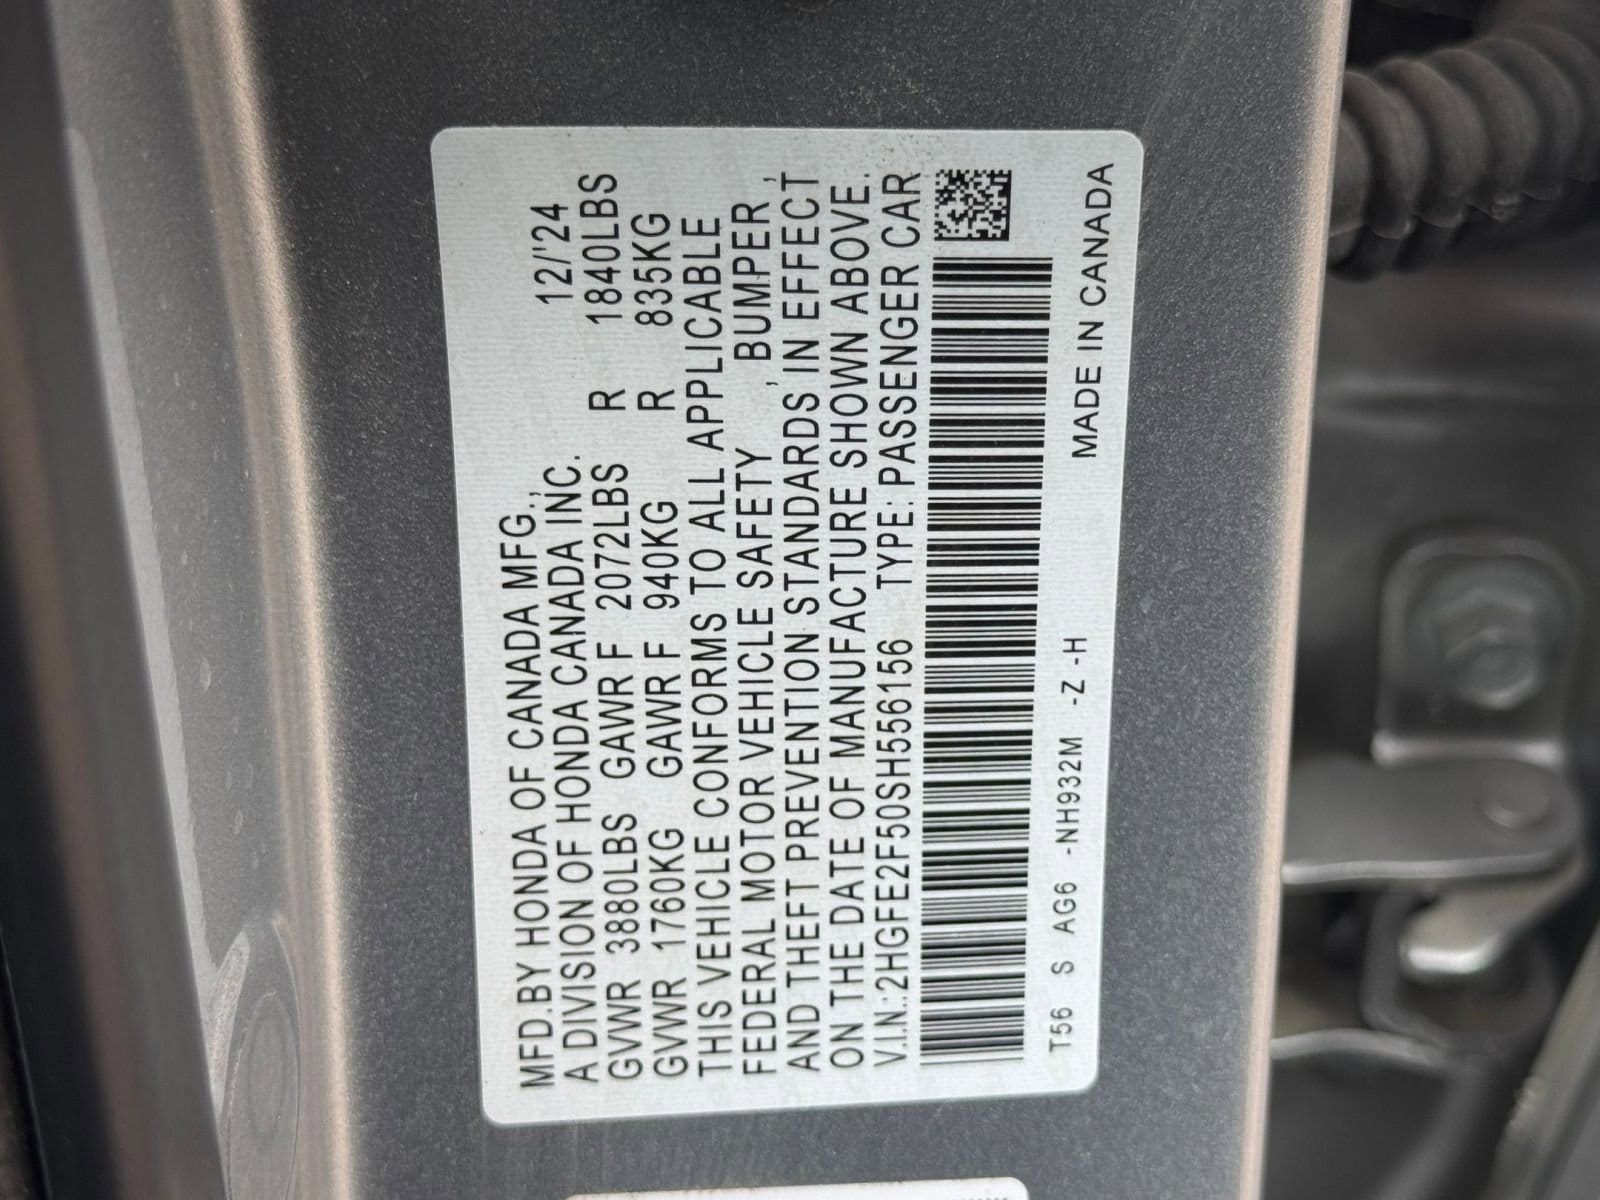 MFD.BY HONDA OF CANADA MFG.,
A DIVISION OF HONDA CANADA INC. 12/'24
GVWR 3880LBS GAWR F 2072LBS R 1840LBS
GVWR 1760KG GAWR F 940KG R 835KG
THIS VEHICLE CONFORMS TO ALL APPLICABLE
FEDERAL MOTOR VEHICLE SAFETY , BUMPER ,
AND THEFT PREVENTION STANDARDS IN EFFECT
ON THE DATE OF MANUFACTURE SHOWN ABOVE.
V.I.N.:2HGFE2F50SH556156 TYPE: PASSENGER CAR
T56 S AG6 -NH932M -Z -H MADE IN CANADA